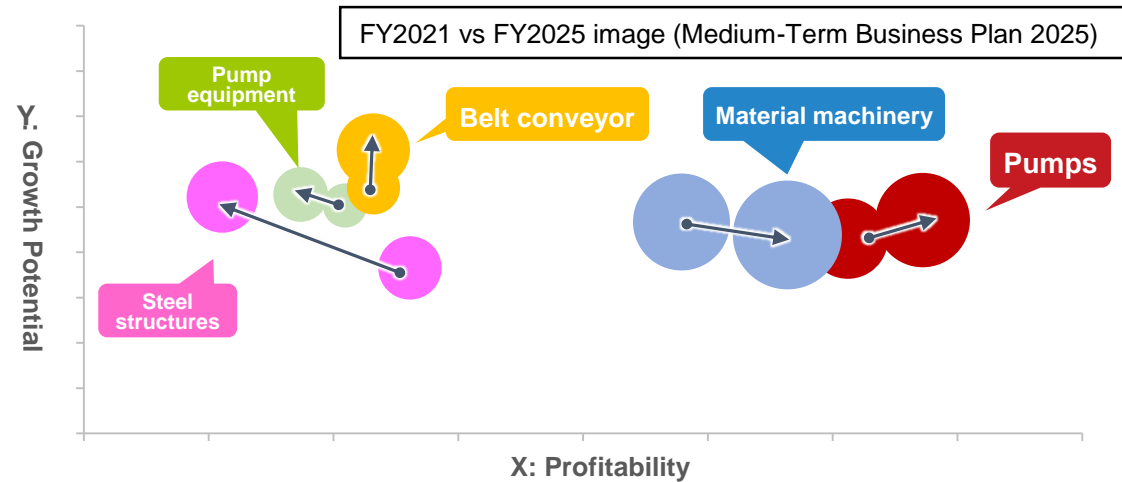 FY2021 vs FY2025 image (Medium-Term Business Plan 2025)
Pump
equipment
Belt conveyor
Material machinery
Pumps
Steel
structures
Y: Growth Potential
X: Profitability